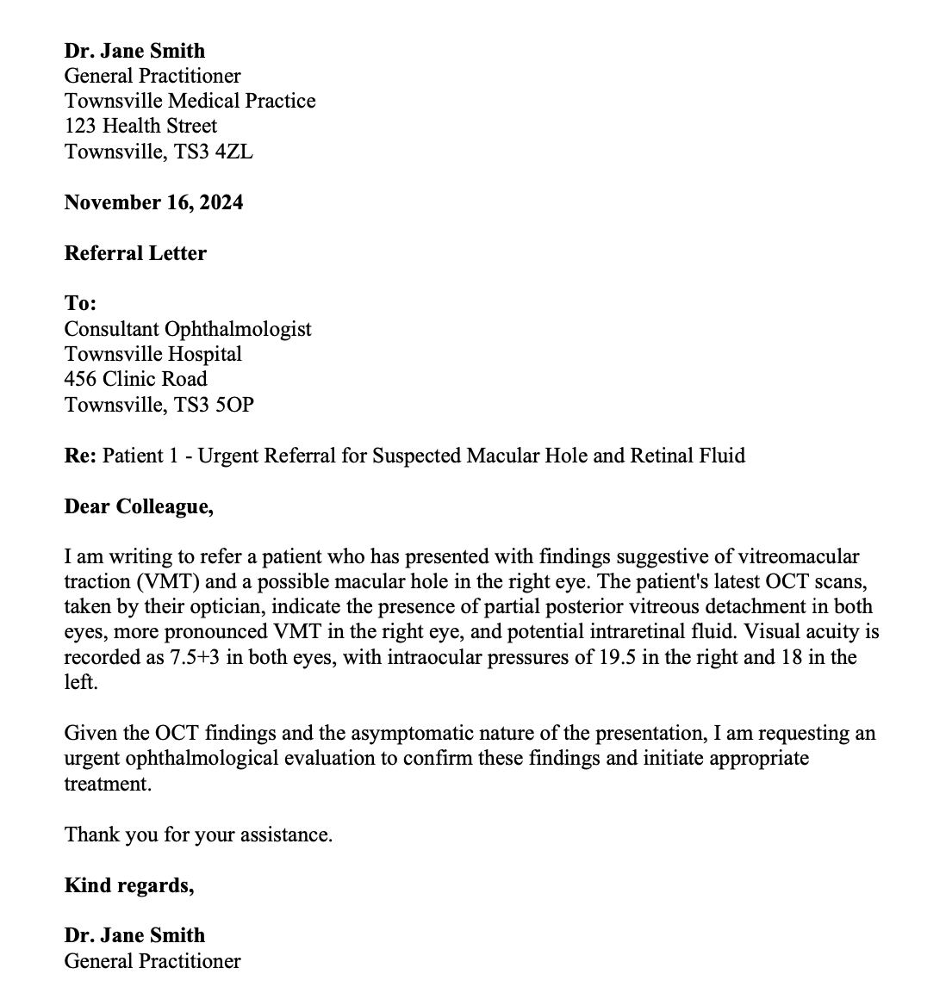 Dr. Jane Smith
General Practitioner
Townsville Medical Practice
123 Health Street
Townsville, TS3 4ZL
November 16, 2024
Referral Letter
To:
Consultant Ophthalmologist
Townsville Hospital
456 Clinic Road
Townsville, TS3 5OP
Re: Patient 1 - Urgent Referral for Suspected Macular Hole and Retinal Fluid
Dear Colleague,
I am writing to refer a patient who has presented with findings suggestive of vitreomacular
traction (VMT) and a possible macular hole in the right eye. The patient's latest OCT scans,
taken by their optician, indicate the presence of partial posterior vitreous detachment in both
eyes, more pronounced VMT in the right eye, and potential intraretinal fluid. Visual acuity is
recorded as 7.5+3 in both eyes, with intraocular pressures of 19.5 in the right and 18 in the
left.
Given the OCT findings and the asymptomatic nature of the presentation, I am requesting an
urgent ophthalmological evaluation to confirm these findings and initiate appropriate
treatment.
Thank you for your assistance.
Kind regards,
Dr. Jane Smith
General Practitioner